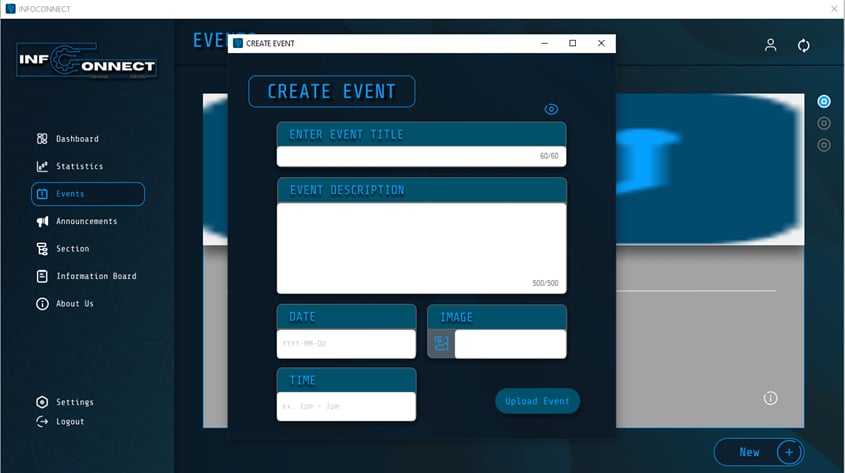 INFOCONNECT
EVE
CREATE EVENT
INF ONNECT
CREATE EVENT
ENTER EVENT TITLE
60/60
EVENT DESCRIPTION
500/500
DATE
YYYY-MM-DD
IMAGE
TIME
ex. 1pm - 2pm
Upload Event
Dashboard
Statistics
Events
Announcements
Section
Information Board
About Us
Settings
Logout
New